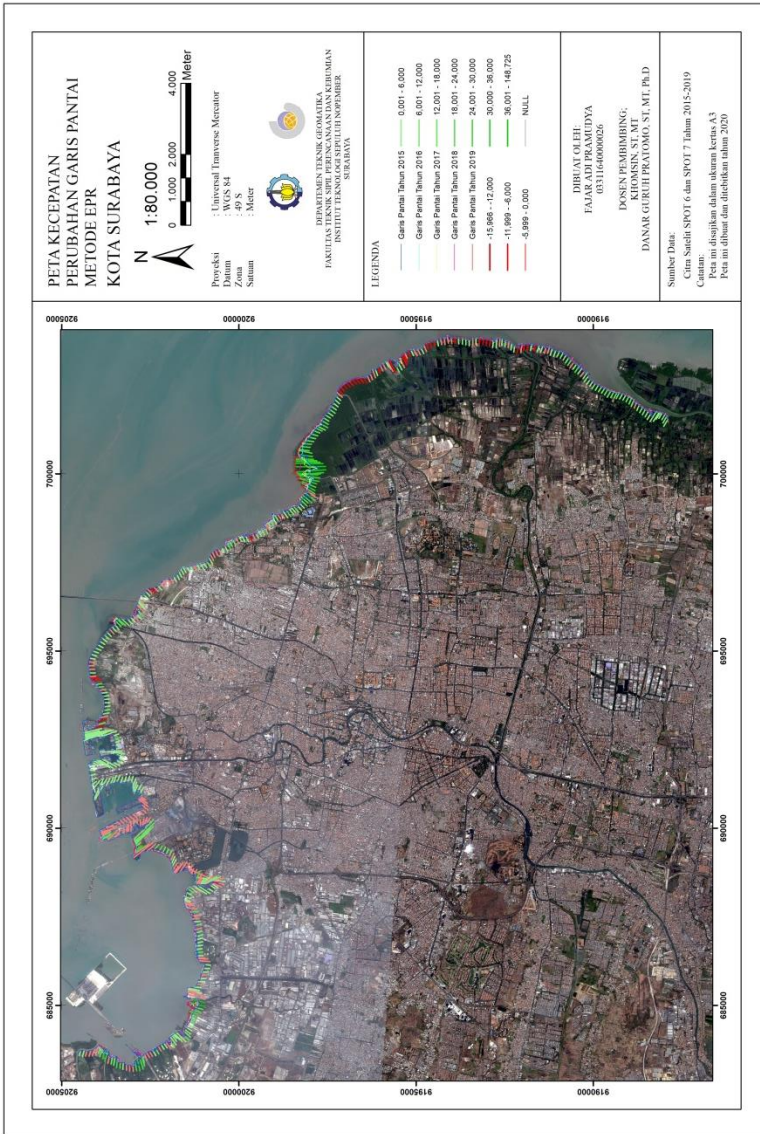 PETA KECEPATAN
PERUBAHAN GARIS PANTAI
METODE EPR
KOTA SURABAYA
N
1:80.000
0 1.000 2.000 4.000
Meter
Proyeksi : Universal Tranverse Mercator
Datum : WGS 84
Zona : 49 S
Satuan : Meter
DEPARTEMEN TEKNIK GEOMATIKA
FAKULTAS TEKNIK SIPIL PERENCANAAN DAN KEBUMIAN
INSTITUT TEKNOLOGI SEPULUH NOPEMBER
SURABAYA
LEGENDA
Garis Pantai Tahun 2015
Garis Pantai Tahun 2016
Garis Pantai Tahun 2017
Garis Pantai Tahun 2018
Garis Pantai Tahun 2019
-15,966 - -12,000
-11,999 - -6,000
-5,999 - 0.000
0,001 - 6,000
6,001 - 12,000
12,001 - 18,000
18,001 - 24,000
24,001 - 30,000
30,000 - 36,000
36,001 - 148,725
NULL
DIBUAT OLEH:
FAJAR ADI PRAMUDYA
03311640000026
DOSEN PEMBIMBING:
KHOMSIN, ST, MT
DANAR GURUH PRATOMO, ST, MT, Ph.D
Sumber Data:
Citra Satelit SPOT 6 dan SPOT 7 Tahun 2015-2019
Catatan:
Peta ini disajikan dalam ukuran kertas A3
Peta ini dibuat dan diterbitkan tahun 2020
685000 690000 695000 700000
9205000 9205000
9200000 9200000
9195000 9195000
9190000 9190000
685000 690000 695000 700000